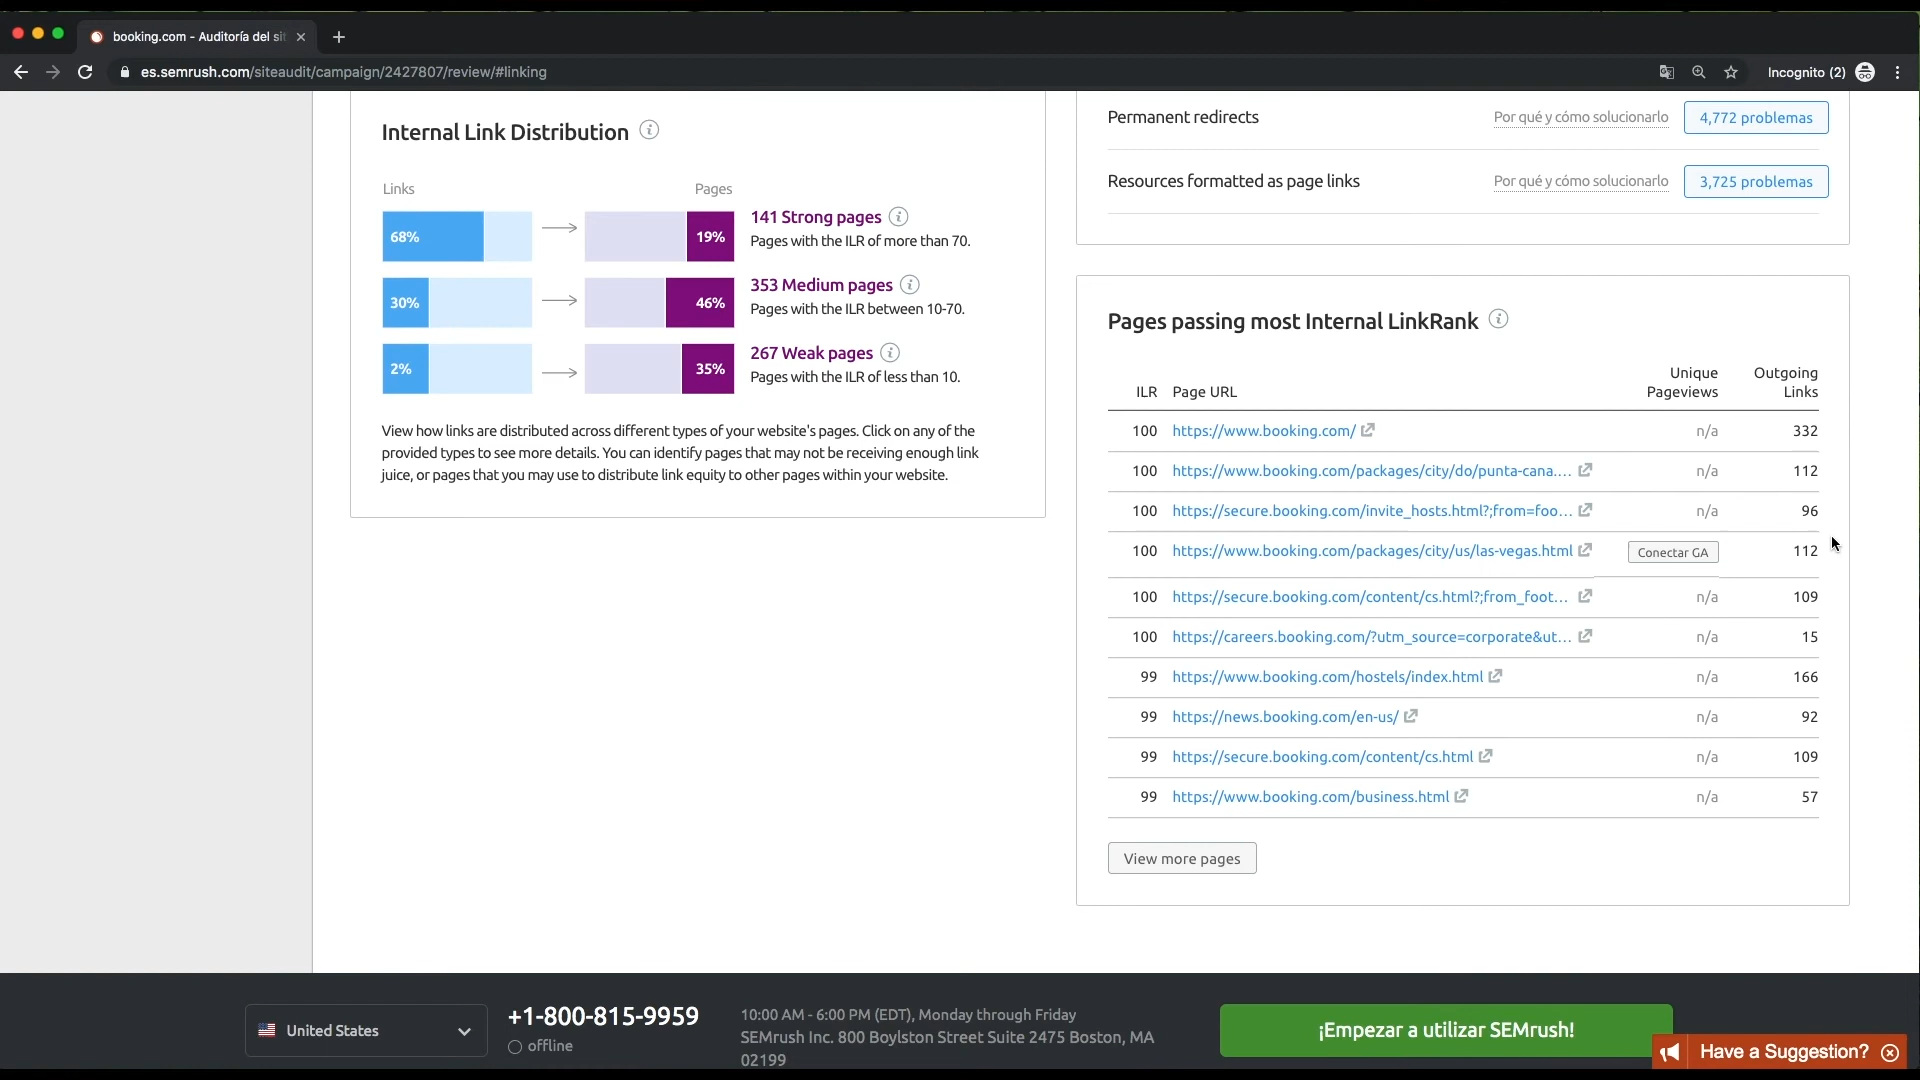 booking.com - Auditoría del sit
es.semrush.com/siteaudit/campaign/2427807/review/#linking
Incognito (2)
Internal Link Distribution
Links
Pages
68%
19%
141 Strong pages
Pages with the ILR of more than 70.
30%
46%
353 Medium pages
Pages with the ILR between 10-70.
2%
35%
267 Weak pages
Pages with the ILR of less than 10.
View how links are distributed across different types of your website's pages. Click on any of the
provided types to see more details. You can identify pages that may not be receiving enough link
juice, or pages that you may use to distribute link equity to other pages within your website.
Permanent redirects Por qué y cómo solucionarlo 4,772 problemas
Resources formatted as page links Por qué y cómo solucionarlo 3,725 problemas
Pages passing most Internal LinkRank
ILR Page URL Unique Pageviews Outgoing Links
100 https://www.booking.com/ n/a 332
100 https://www.booking.com/packages/city/do/punta-cana.... n/a 112
100 https://secure.booking.com/invite_hosts.html?;from=foo... n/a 96
100 https://www.booking.com/packages/city/us/las-vegas.html Conectar GA 112
100 https://secure.booking.com/content/cs.html?;from_foot... n/a 109
100 https://careers.booking.com/?utm_source=corporate&ut... n/a 15
99 https://www.booking.com/hostels/index.html n/a 166
99 https://news.booking.com/en-us/ n/a 92
99 https://secure.booking.com/content/cs.html n/a 109
99 https://www.booking.com/business.html n/a 57
View more pages
United States
+1-800-815-9959
offline
10:00 AM - 6:00 PM (EDT), Monday through Friday
SEMrush Inc. 800 Boylston Street Suite 2475 Boston, MA
02199
¡Empezar a utilizar SEMrush!
Have a Suggestion?